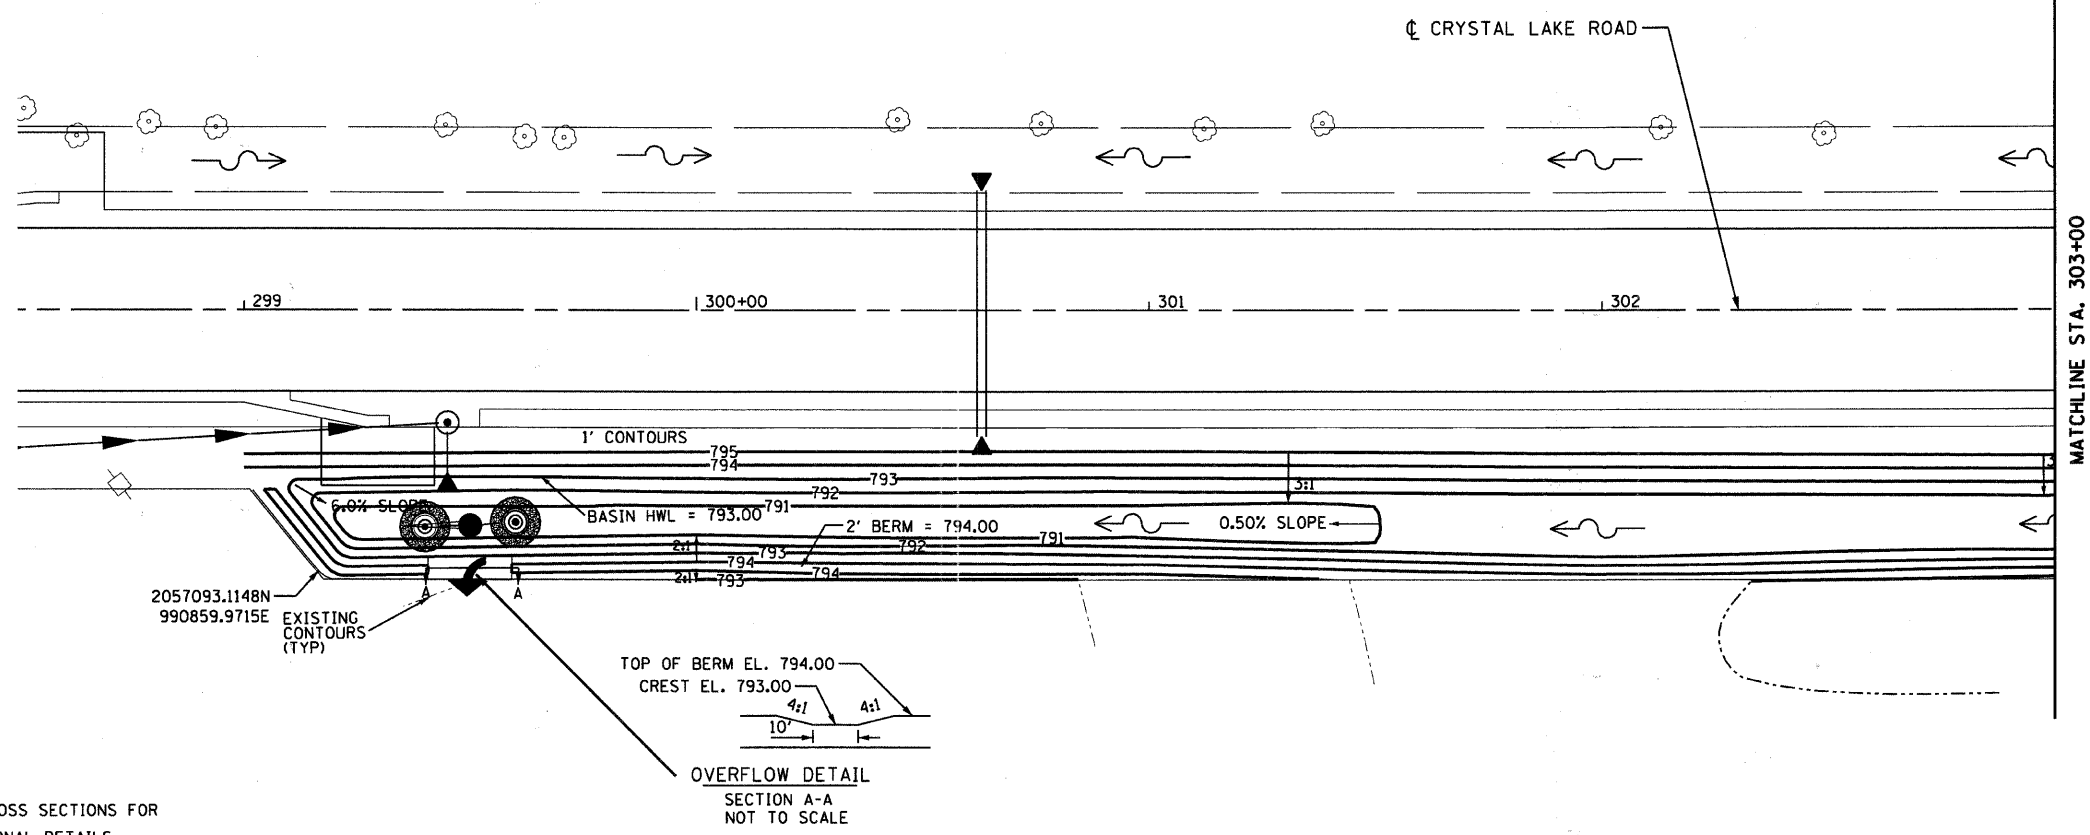 ℄ CRYSTAL LAKE ROAD
299
300+00
301
302
MATCHLINE STA. 303+00
1' CONTOURS
795
794
793
792
791
3:1
3
6.0% SLOPE
BASIN HWL = 793.00
2' BERM = 794.00
0.50% SLOPE
791
792
793
794
794
793
2:1
2:1
A
A
2057093.1148N
990859.9715E
EXISTING
CONTOURS
(TYP)
TOP OF BERM EL. 794.00
CREST EL. 793.00
4:1
4:1
10'
OVERFLOW DETAIL
SECTION A-A
NOT TO SCALE
OSS SECTIONS FOR
ONAL DETAILS